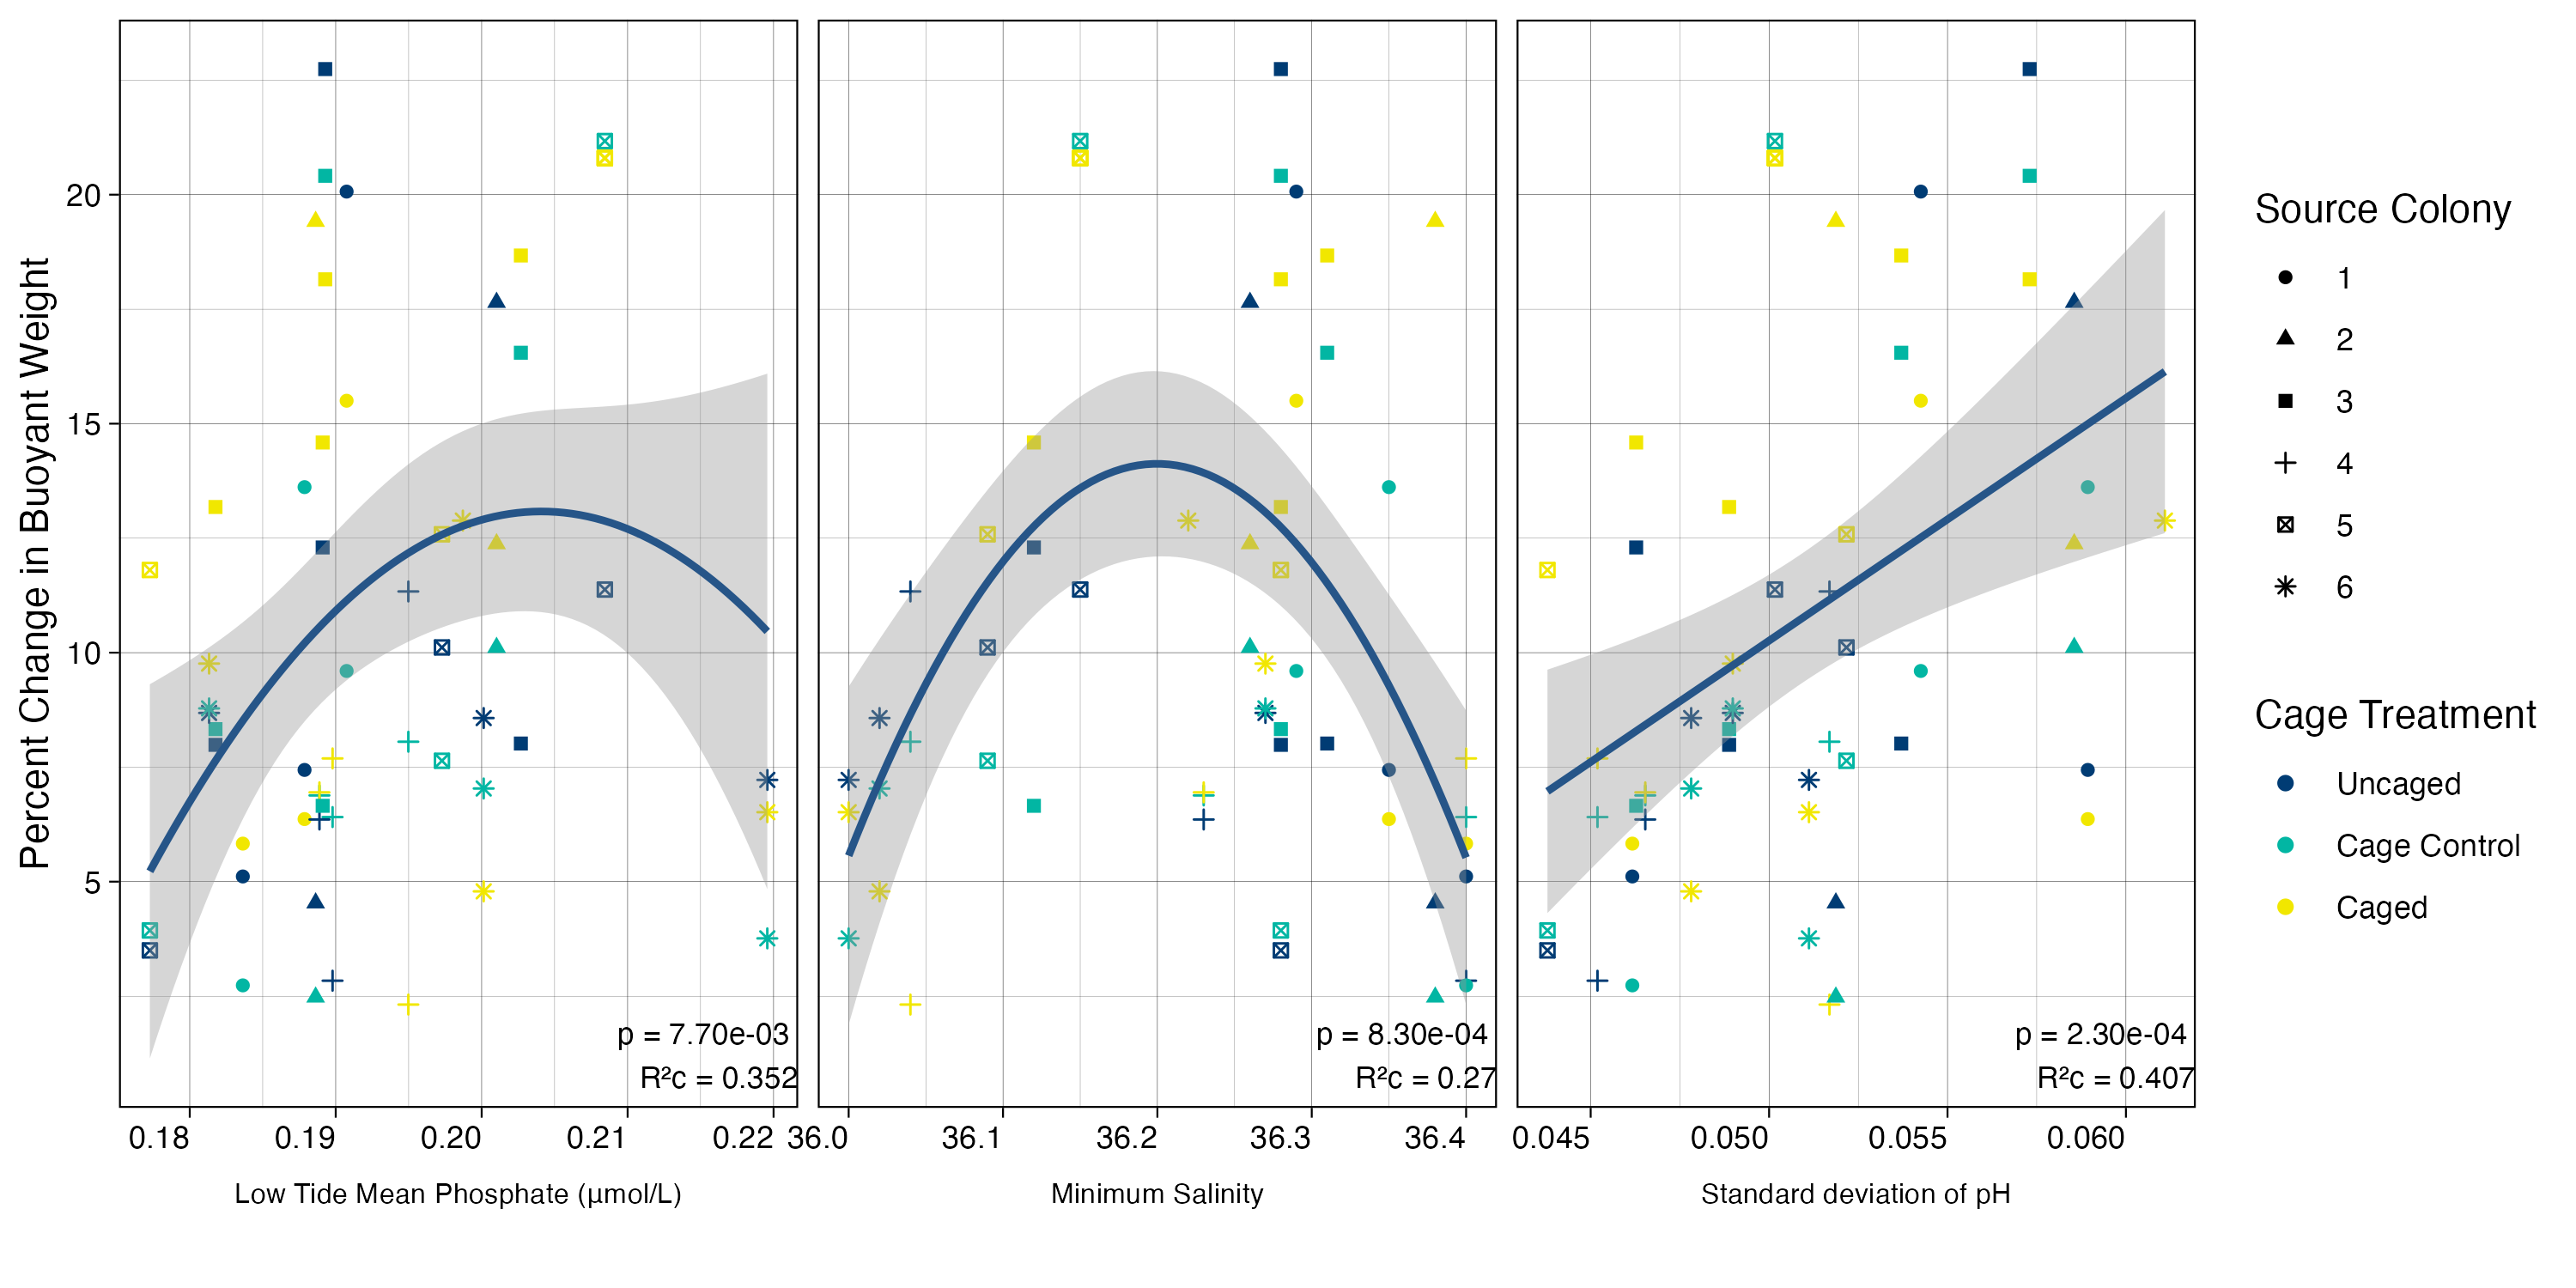 Percent Change in Buoyant Weight
20
15
10
5
p = 7.70e-03
R²c = 0.352
p = 8.30e-04
R²c = 0.27
p = 2.30e-04
R²c = 0.407
0.18 0.19 0.20 0.21 0.22
36.0 36.1 36.2 36.3 36.4
0.045 0.050 0.055 0.060
Low Tide Mean Phosphate (µmol/L)
Minimum Salinity
Standard deviation of pH
Source Colony
1
2
3
4
5
6
Cage Treatment
Uncaged
Cage Control
Caged